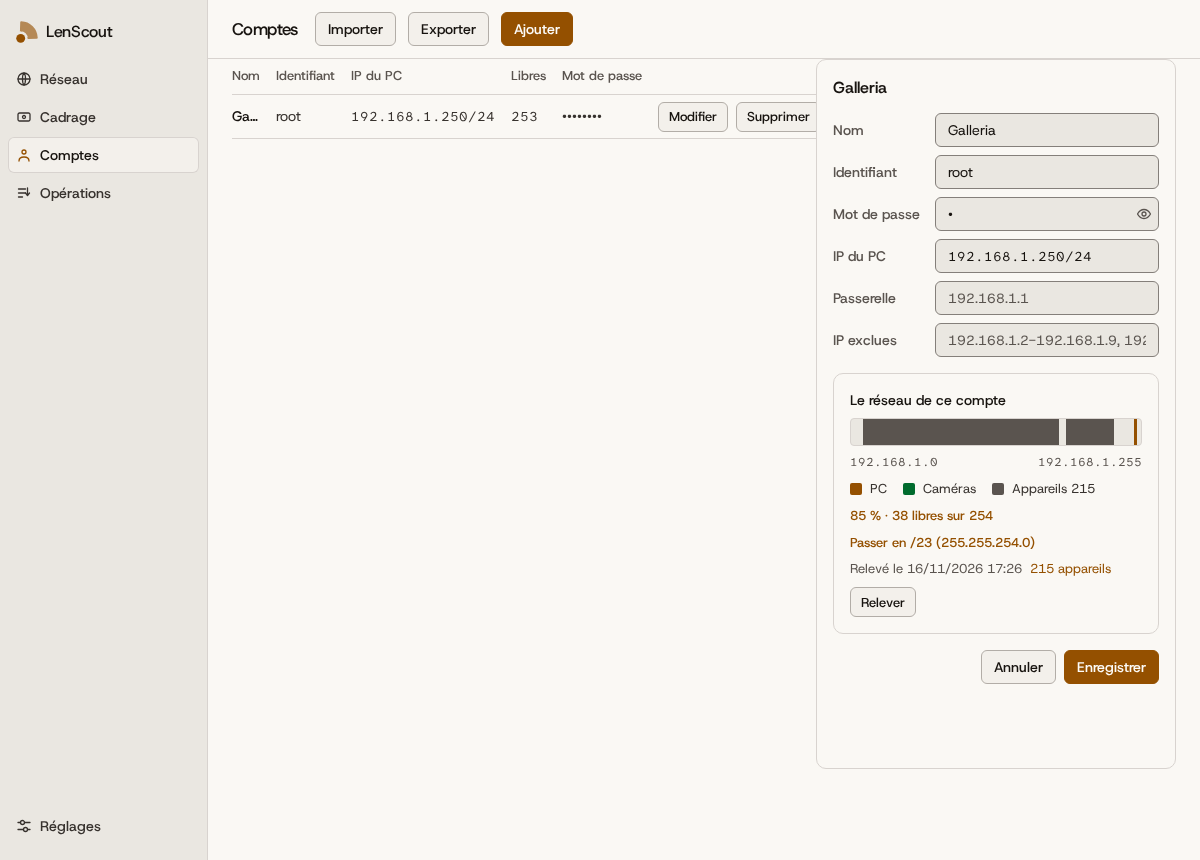 LenScout
Réseau
Cadrage
Comptes
Opérations
Réglages
Comptes
Importer
Exporter
Ajouter
Nom Identifiant IP du PC Libres Mot de passe
Ga... root 192.168.1.250/24 253 •••••••• Modifier Supprimer
Galleria
Nom Galleria
Identifiant root
Mot de passe •
IP du PC 192.168.1.250/24
Passerelle 192.168.1.1
IP exclues 192.168.1.2–192.168.1.9, 192
Le réseau de ce compte
192.168.1.0 192.168.1.255
PC Caméras Appareils 215
85 % · 38 libres sur 254
Passer en /23 (255.255.254.0)
Relevé le 16/11/2026 17:26 215 appareils
Relever
Annuler Enregistrer